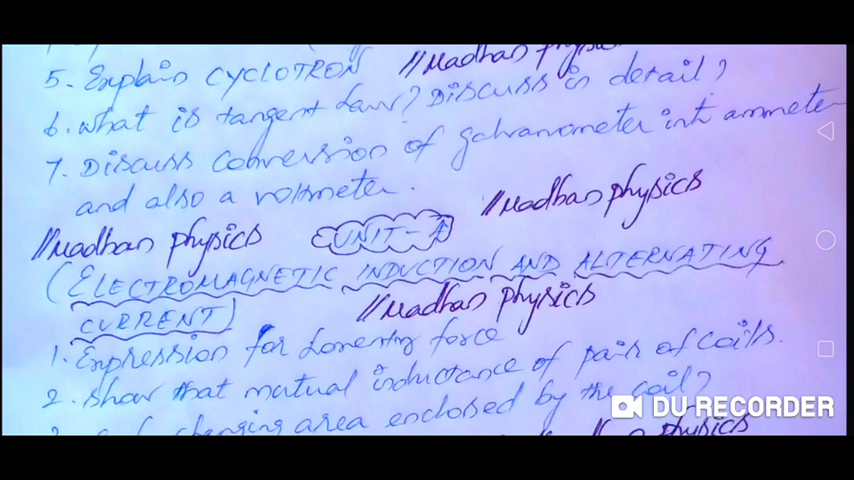 5. Explain CYCLOTRON //Madhan physics
6. What is tangent Law? Discuss in detail?
7. Discuss conversion of galvanometer into ammeter
and also a voltmeter.
//Madhan physics
//Madhan physics UNIT-4
(ELECTROMAGNETIC INDUCTION AND ALTERNATING
CURRENT) //Madhan physics
1. Expression for Lorentz force
2. Show that mutual inductance of pair of coils.
changing area enclosed by the coil?
DU RECORDER
physics